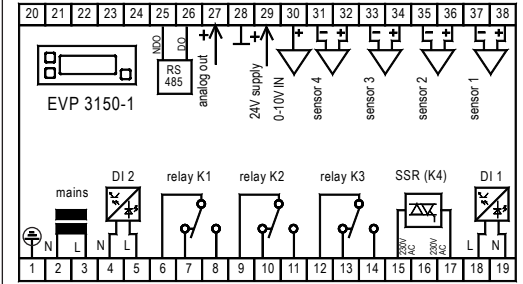 20 21 22 23 24 25 26 27 28 29 30 31 32 33 34 35 36 37 38
NDO DO + + + - + - + - + - +
RS
485
EVP 3150-1
analog out
24V supply
0-10V IN
sensor 4
sensor 3
sensor 2
sensor 1
mains
DI 2
relay K1
relay K2
relay K3
SSR (K4)
DI 1
N L N L
230V
AC
230V
AC
L N
1 2 3 4 5 6 7 8 9 10 11 12 13 14 15 16 17 18 19